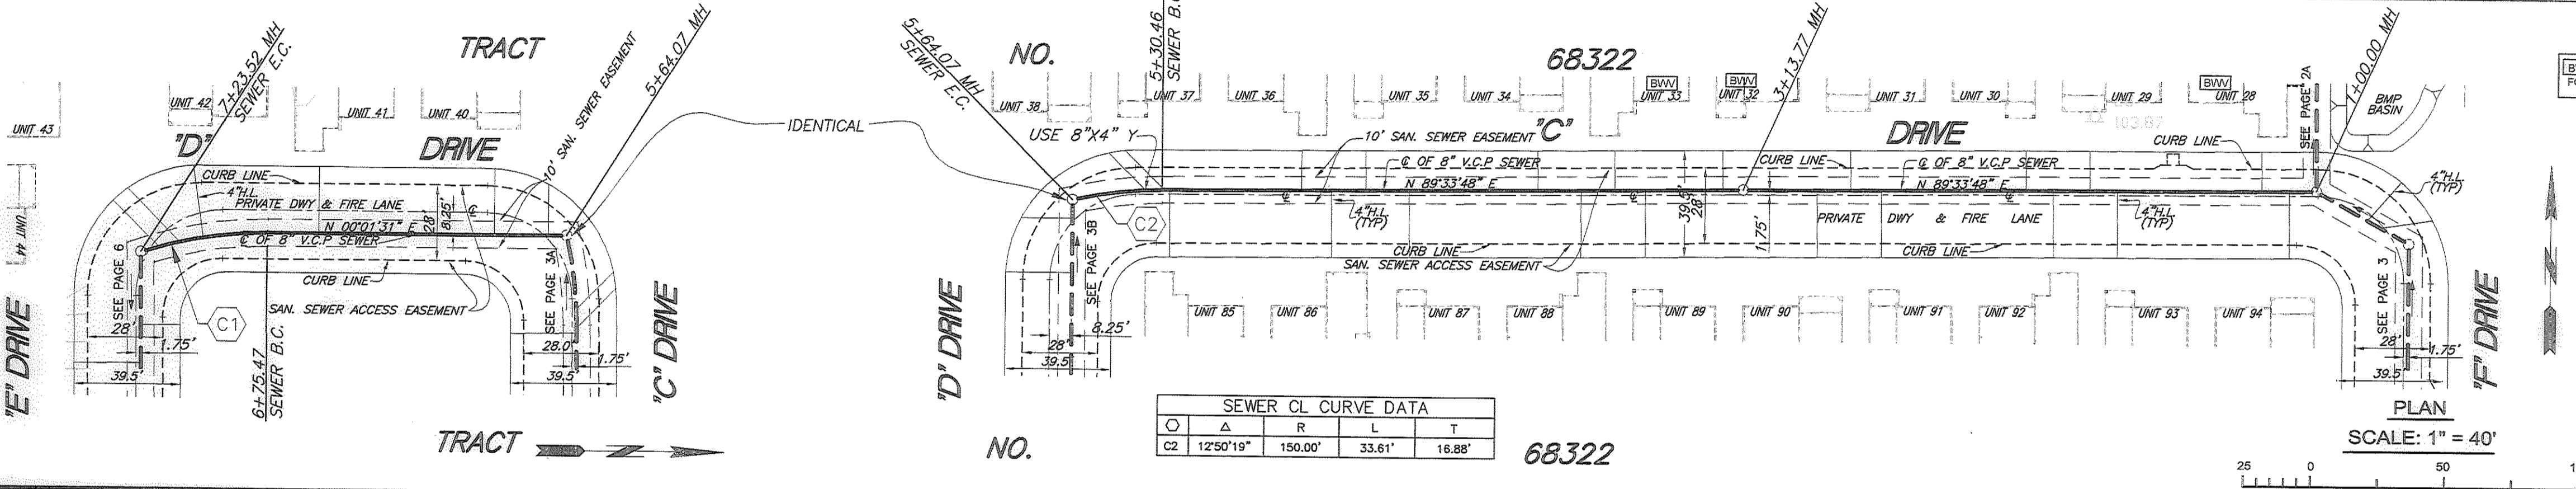 TRACT
NO.
68322
7+23.52 MH
SEWER E.C.
5+64.07 MH
10' SAN. SEWER EASEMENT
IDENTICAL
UNIT 43
UNIT 42
UNIT 41
UNIT 40
"D"
DRIVE
CURB LINE
4"H.L.
PRIVATE DWY & FIRE LANE
N 00°01'31" E
℄ OF 8" V.C.P SEWER
28'
8.25'
℄
CURB LINE
SAN. SEWER ACCESS EASEMENT
UNIT 44
SEE PAGE 6
SEE PAGE 3A
C1
28'
1.75'
39.5'
28.0'
1.75'
39.5'
6+75.47
SEWER B.C.
"E" DRIVE
"C" DRIVE
TRACT
N
5+64.07 MH
SEWER E.C.
5+30.46
SEWER B.C.
3+13.77 MH
1+00.00 MH
UNIT 38
UNIT 37
UNIT 36
UNIT 35
UNIT 34
BWV
UNIT 33
BWV
UNIT 32
UNIT 31
UNIT 30
UNIT 29
BWV
UNIT 28
SEE PAGE 2A
BMP
BASIN
103.87
USE 8"X4" Y
10' SAN. SEWER EASEMENT
"C"
DRIVE
CURB LINE
℄ OF 8" V.C.P SEWER
CURB LINE
℄ OF 8" V.C.P SEWER
N 89°33'48" E
N 89°33'48" E
4"H.L.
(TYP)
C2
4"H.L.
(TYP)
39.5'
28'
1.75'
PRIVATE DWY & FIRE LANE
4"H.L.
(TYP)
CURB LINE
CURB LINE
SAN. SEWER ACCESS EASEMENT
SEE PAGE 3B
SEE PAGE 3
UNIT 85
UNIT 86
UNIT 87
UNIT 88
UNIT 89
UNIT 90
UNIT 91
UNIT 92
UNIT 93
UNIT 94
8.25'
28'
39.5'
28'
1.75'
39.5'
"D" DRIVE
"F" DRIVE
N
SEWER CL CURVE DATA
Δ R L T
C2 12°50'19" 150.00' 33.61' 16.88'
NO.
68322
PLAN
SCALE: 1" = 40'
25 0 50